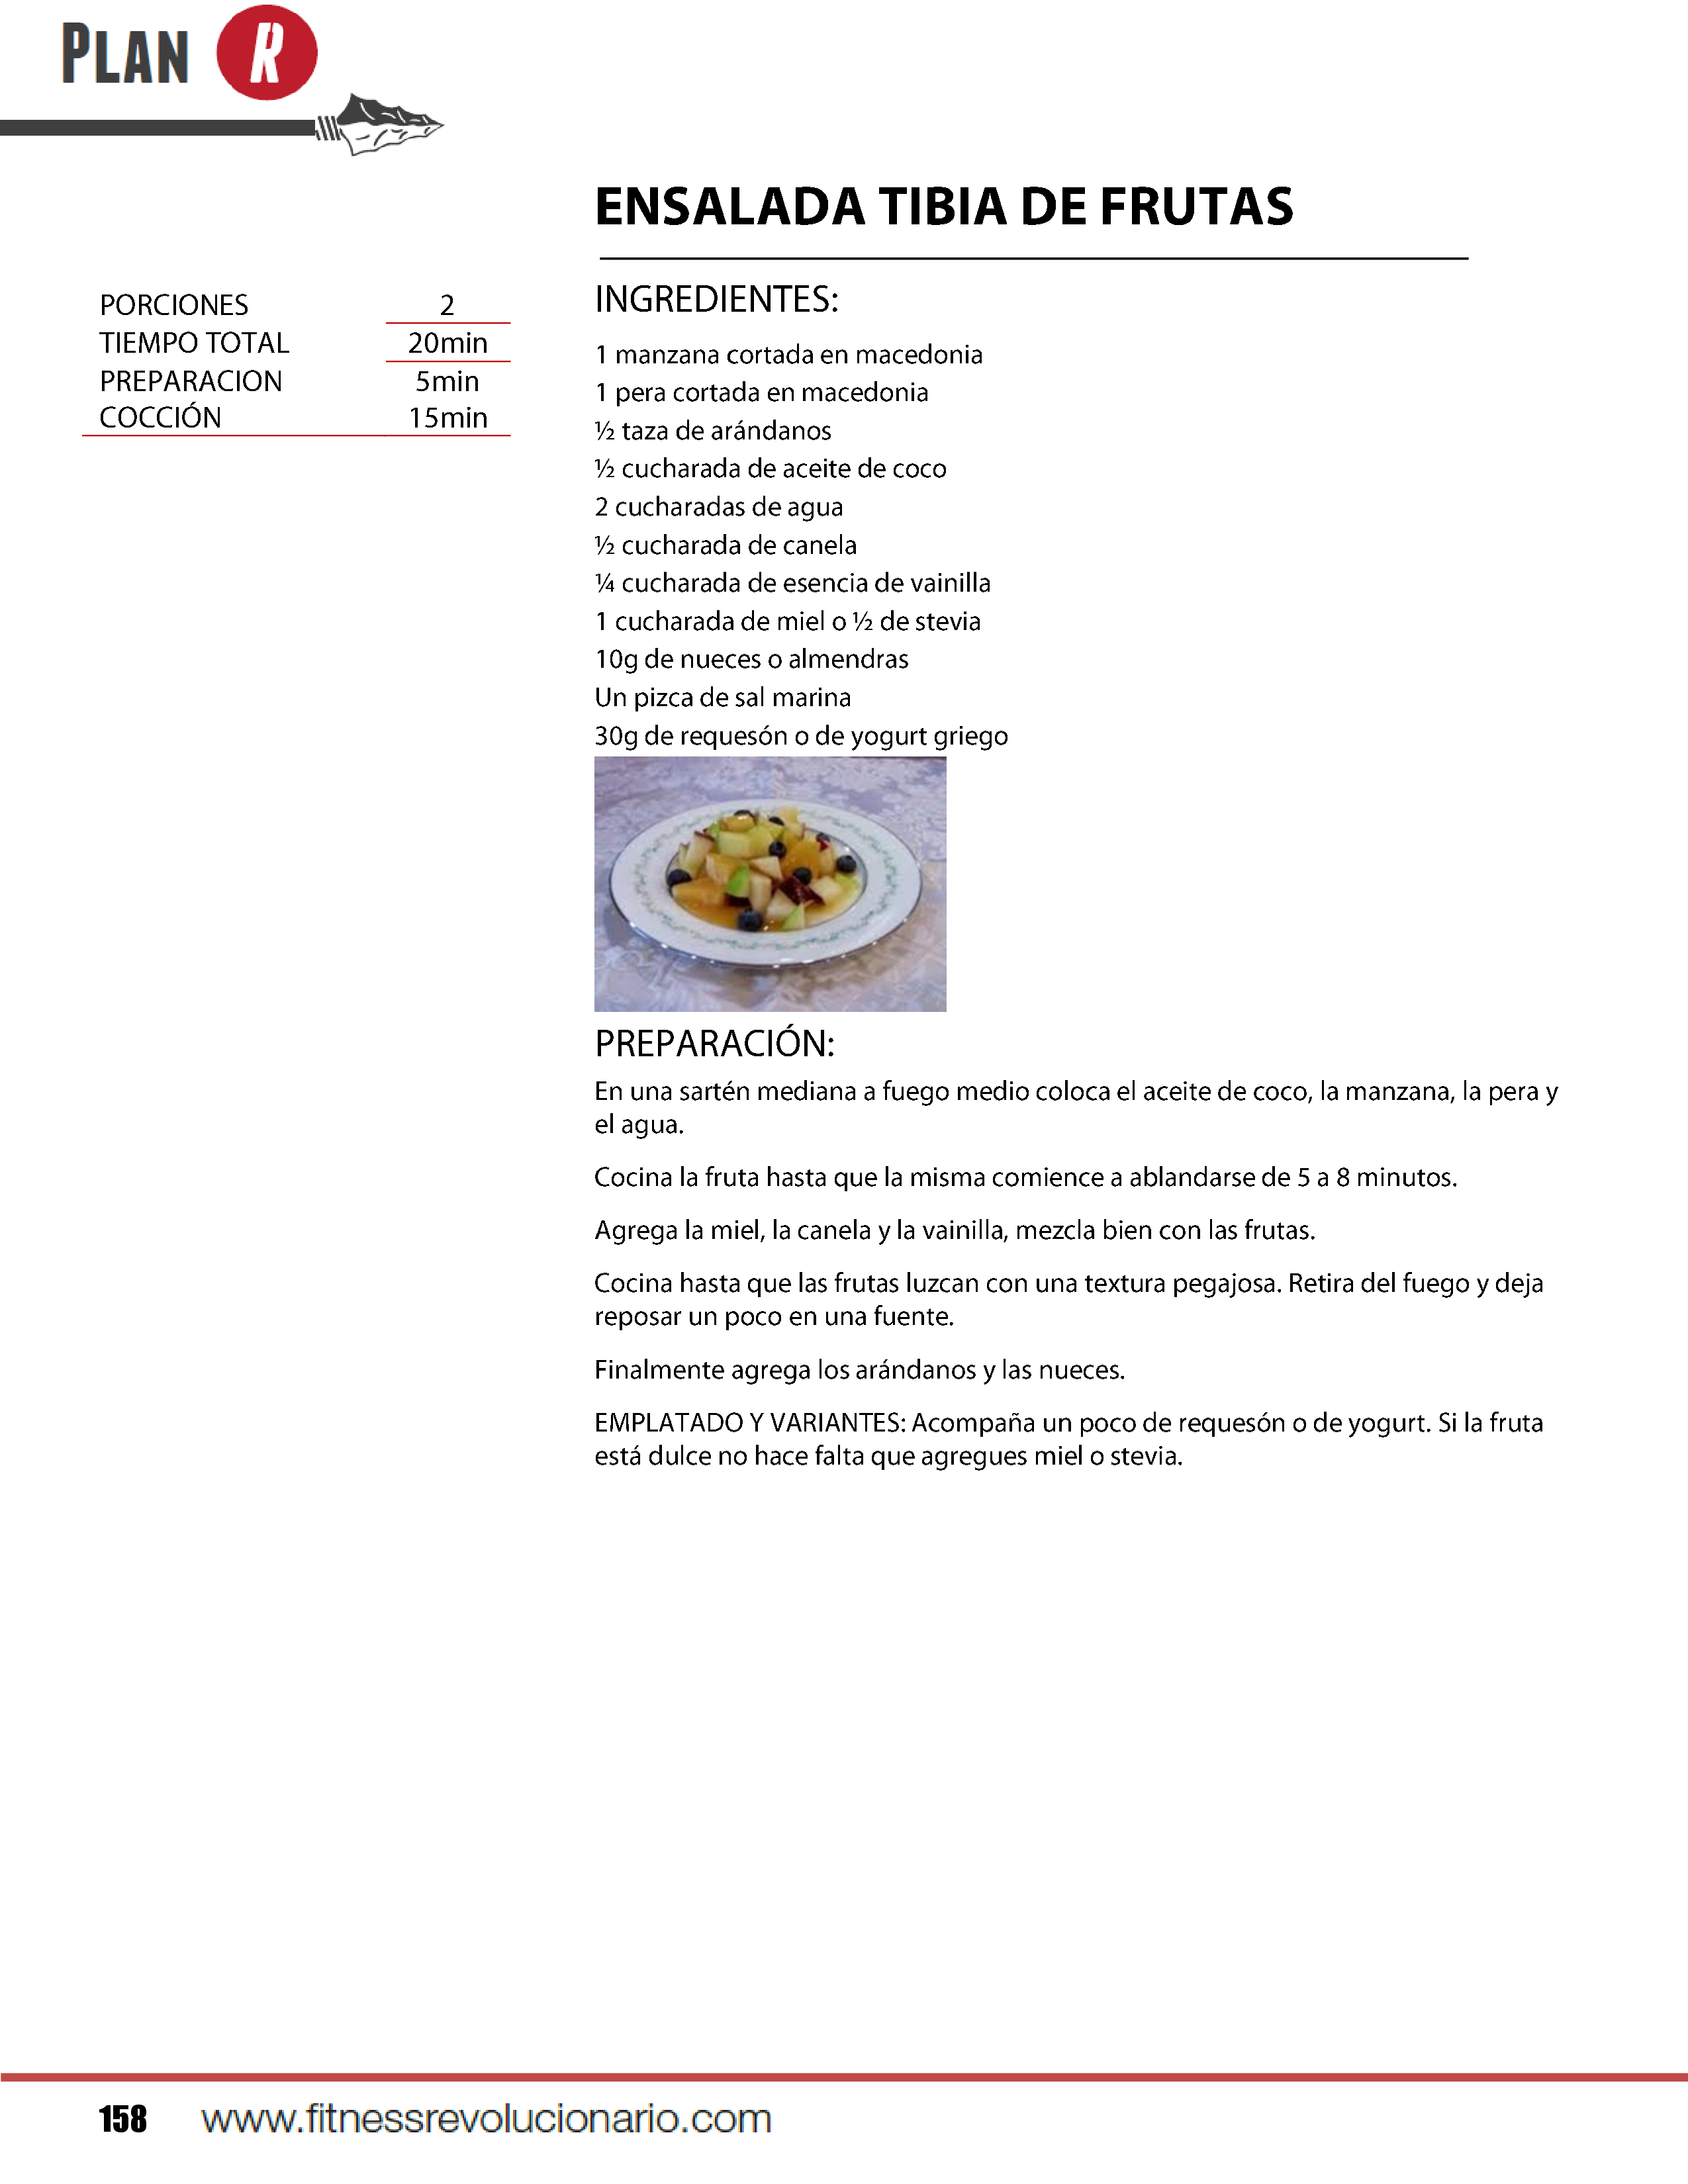 PLAN R
ENSALADA TIBIA DE FRUTAS
PORCIONES 2
TIEMPO TOTAL 20min
PREPARACION 5min
COCCIÓN 15min
INGREDIENTES:
1 manzana cortada en macedonia
1 pera cortada en macedonia
½ taza de arándanos
½ cucharada de aceite de coco
2 cucharadas de agua
½ cucharada de canela
¼ cucharada de esencia de vainilla
1 cucharada de miel o ½ de stevia
10g de nueces o almendras
Un pizca de sal marina
30g de requesón o de yogurt griego
PREPARACIÓN:
En una sartén mediana a fuego medio coloca el aceite de coco, la manzana, la pera y
el agua.
Cocina la fruta hasta que la misma comience a ablandarse de 5 a 8 minutos.
Agrega la miel, la canela y la vainilla, mezcla bien con las frutas.
Cocina hasta que las frutas luzcan con una textura pegajosa. Retira del fuego y deja
reposar un poco en una fuente.
Finalmente agrega los arándanos y las nueces.
EMPLATADO Y VARIANTES: Acompaña un poco de requesón o de yogurt. Si la fruta
está dulce no hace falta que agregues miel o stevia.
158 www.fitnessrevolucionario.com